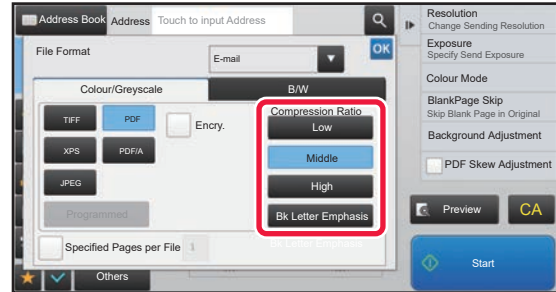 Address Book
Address
Touch to input Address
File Format
E-mail
OK
Colour/Greyscale
B/W
TIFF
PDF
Encry.
XPS
PDF/A
JPEG
Programmed
Compression Ratio
Low
Middle
High
Bk Letter Emphasis
Bk Letter Emphasis
Specified Pages per File
1
Others
Resolution
Change Sending Resolution
Exposure
Specify Send Exposure
Colour Mode
BlankPage Skip
Skip Blank Page in Original
Background Adjustment
PDF Skew Adjustment
Preview
CA
Start